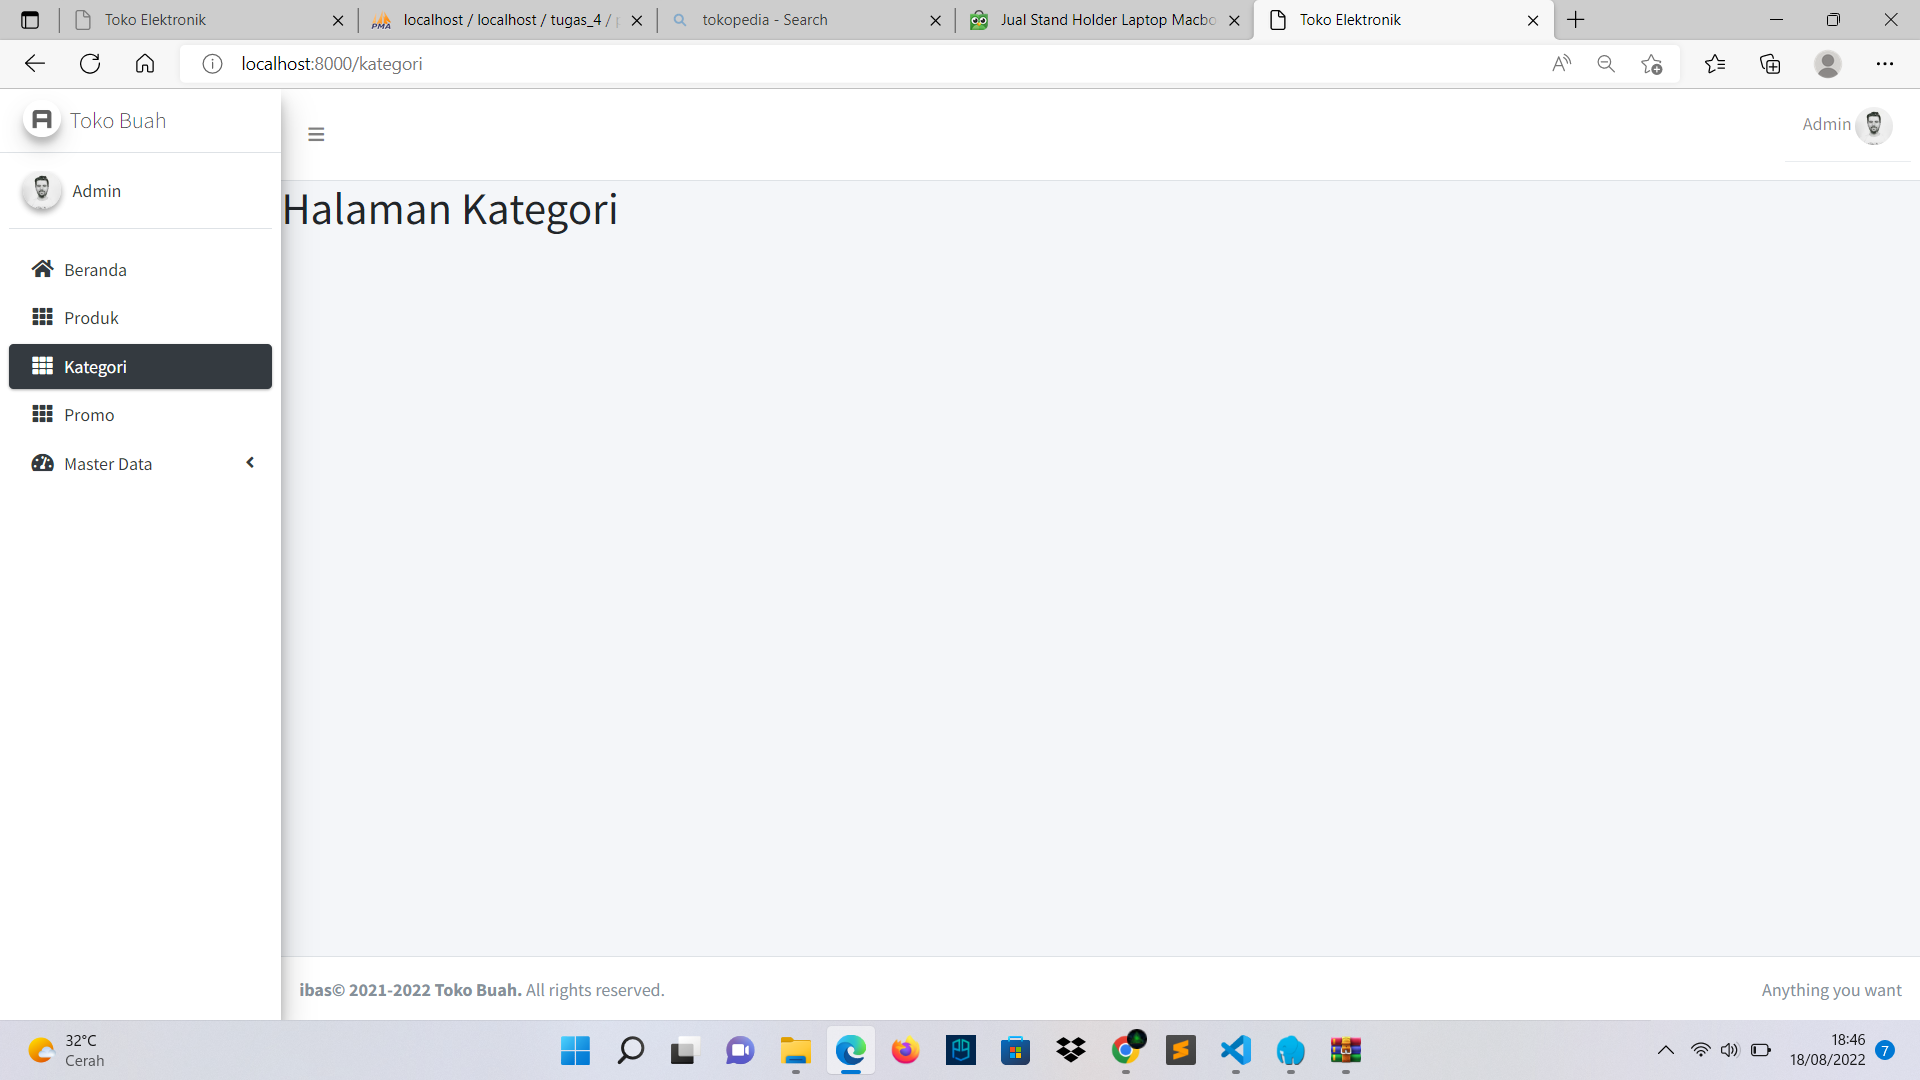 Toko Elektronik
localhost / localhost / tugas_4 /
tokopedia - Search
Jual Stand Holder Laptop Macbo
Toko Elektronik
localhost:8000/kategori
Toko Buah
Admin
Admin
Halaman Kategori
Beranda
Produk
Kategori
Promo
Master Data
ibas© 2021-2022 Toko Buah. All rights reserved.
Anything you want
32°C
Cerah
18:46
18/08/2022
7